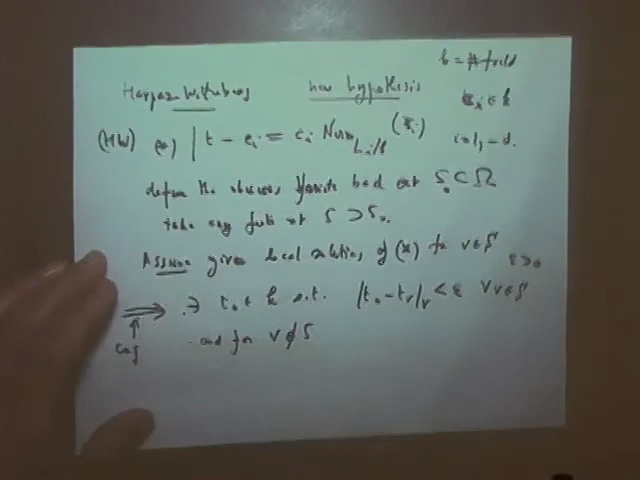 Harpaz Wittenberg new hypothesis
k = # field
(HW) (*) | t - e_i = c_i Norm_{L_i/k} (x_i)
e_i ∈ k
i=1, - d.
define the obvious finite bad set S_0 ⊂ Ω
take any finite set S ⊃ S_0.
Assume given local solutions of (*) for v ∈ S ε>0
⟹ ∃ t_0 ∈ k s.t. |t_0 - t_v|_v < ε ∀ v ∈ S
Conj
and for v ∉ S